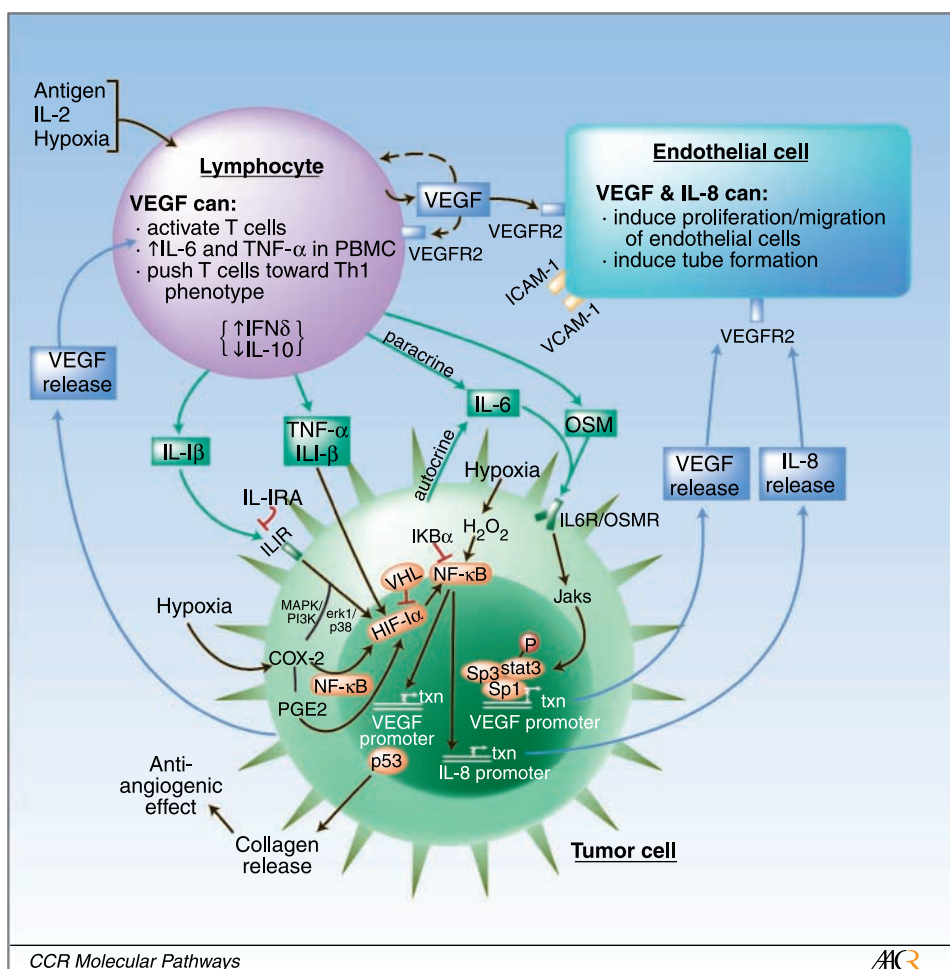 Antigen
IL-2
Hypoxia
Lymphocyte
VEGF can:
· activate T cells
· ↑IL-6 and TNF-α in PBMC
· push T cells toward Th1
phenotype
{↑IFNδ}
{↓IL-10}
VEGF
VEGFR2
VEGFR2
Endothelial cell
VEGF & IL-8 can:
· induce proliferation/migration
of endothelial cells
· induce tube formation
ICAM-1
VCAM-1
VEGFR2
VEGF
release
paracrine
IL-6
OSM
IL-Iβ
TNF-α
ILI-β
autocrine
Hypoxia
VEGF
release
IL-8
release
IL-IRA
ILIR
IKBα
H₂O₂
IL6R/OSMR
VHL
NF-κB
Hypoxia
MAPK/
PI3K
erk1/
p38
HIF-Iα
Jaks
COX-2
NF-κB
PGE2
P
Sp3
stat3
Sp1
txn
VEGF promoter
txn
VEGF
promoter
p53
txn
IL-8 promoter
Anti-
angiogenic
effect
Collagen
release
Tumor cell
CCR Molecular Pathways
AACR